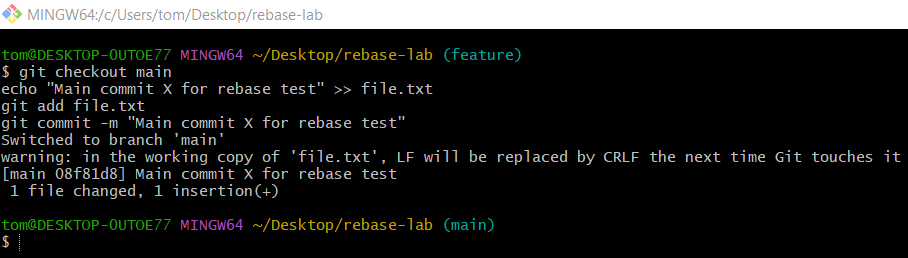 MINGW64:/c/Users/tom/Desktop/rebase-lab
tom@DESKTOP-OUTOE77 MINGW64 ~/Desktop/rebase-lab (feature)
$ git checkout main
echo "Main commit X for rebase test" >> file.txt
git add file.txt
git commit -m "Main commit X for rebase test"
Switched to branch 'main'
warning: in the working copy of 'file.txt', LF will be replaced by CRLF the next time Git touches it
[main 08f81d8] Main commit X for rebase test
 1 file changed, 1 insertion(+)
tom@DESKTOP-OUTOE77 MINGW64 ~/Desktop/rebase-lab (main)
$